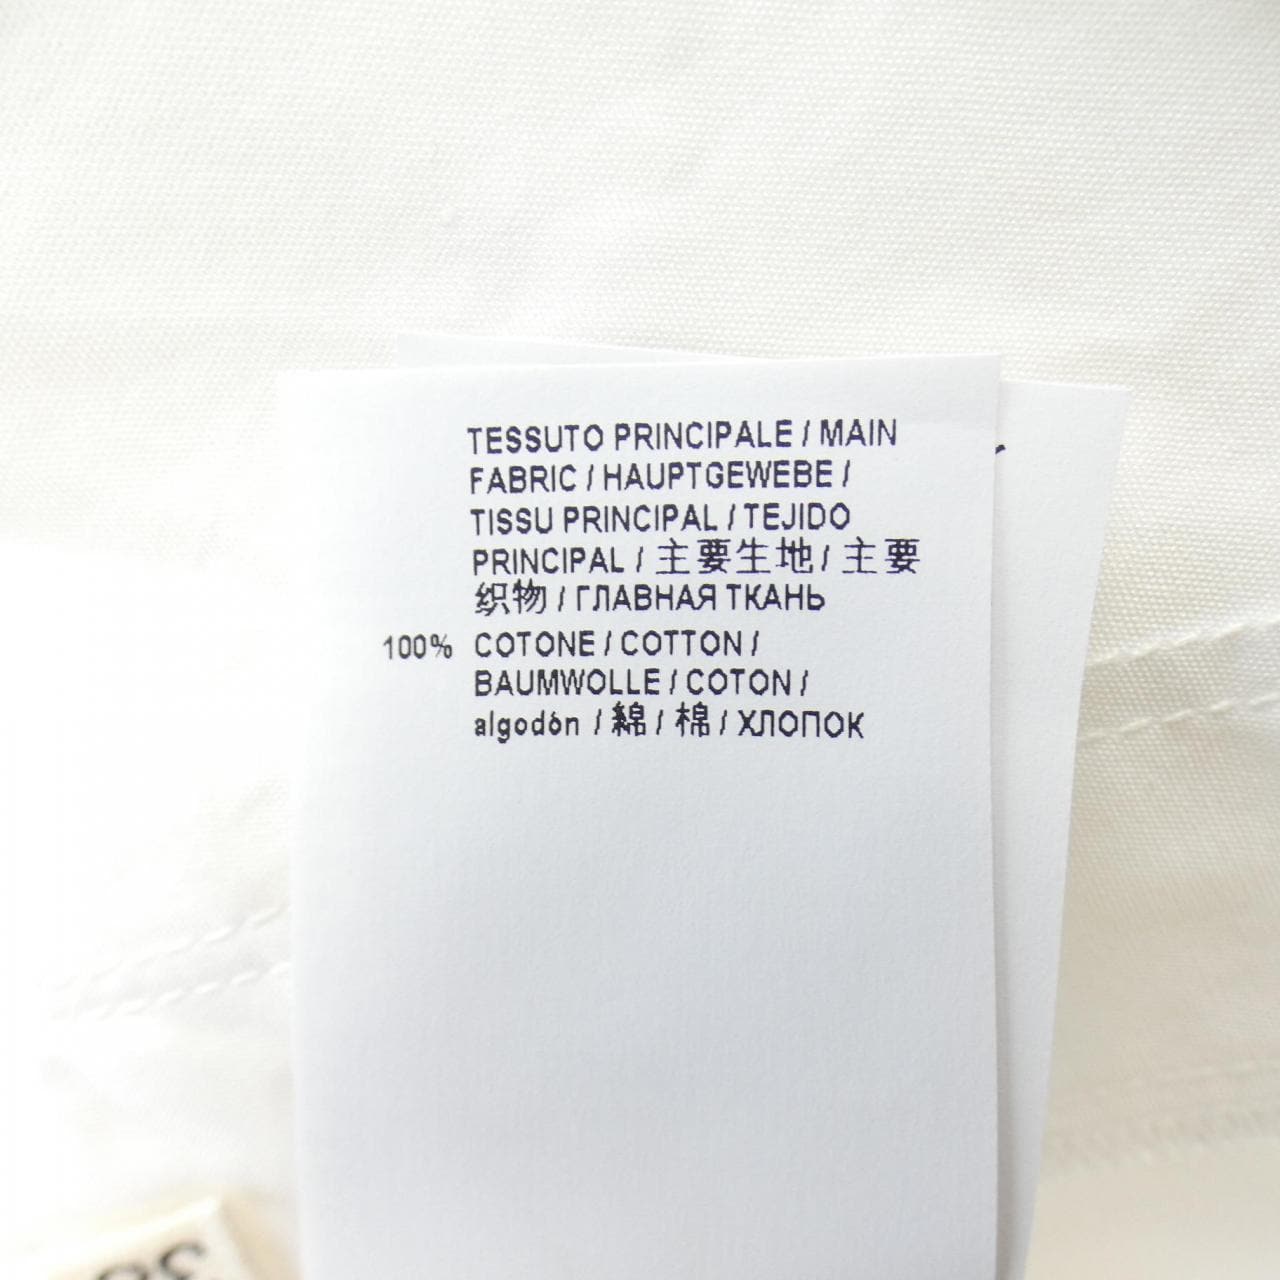 TESSUTO PRINCIPALE / MAIN
FABRIC / HAUPTGEWEBE /
TISSU PRINCIPAL / TEJIDO
PRINCIPAL / 主要生地 / 主要
织物 / ГЛАВНАЯ ТКАНЬ
100% COTONE / COTTON /
BAUMWOLLE / COTON /
algodón / 綿 / 棉 / ХЛОПОК